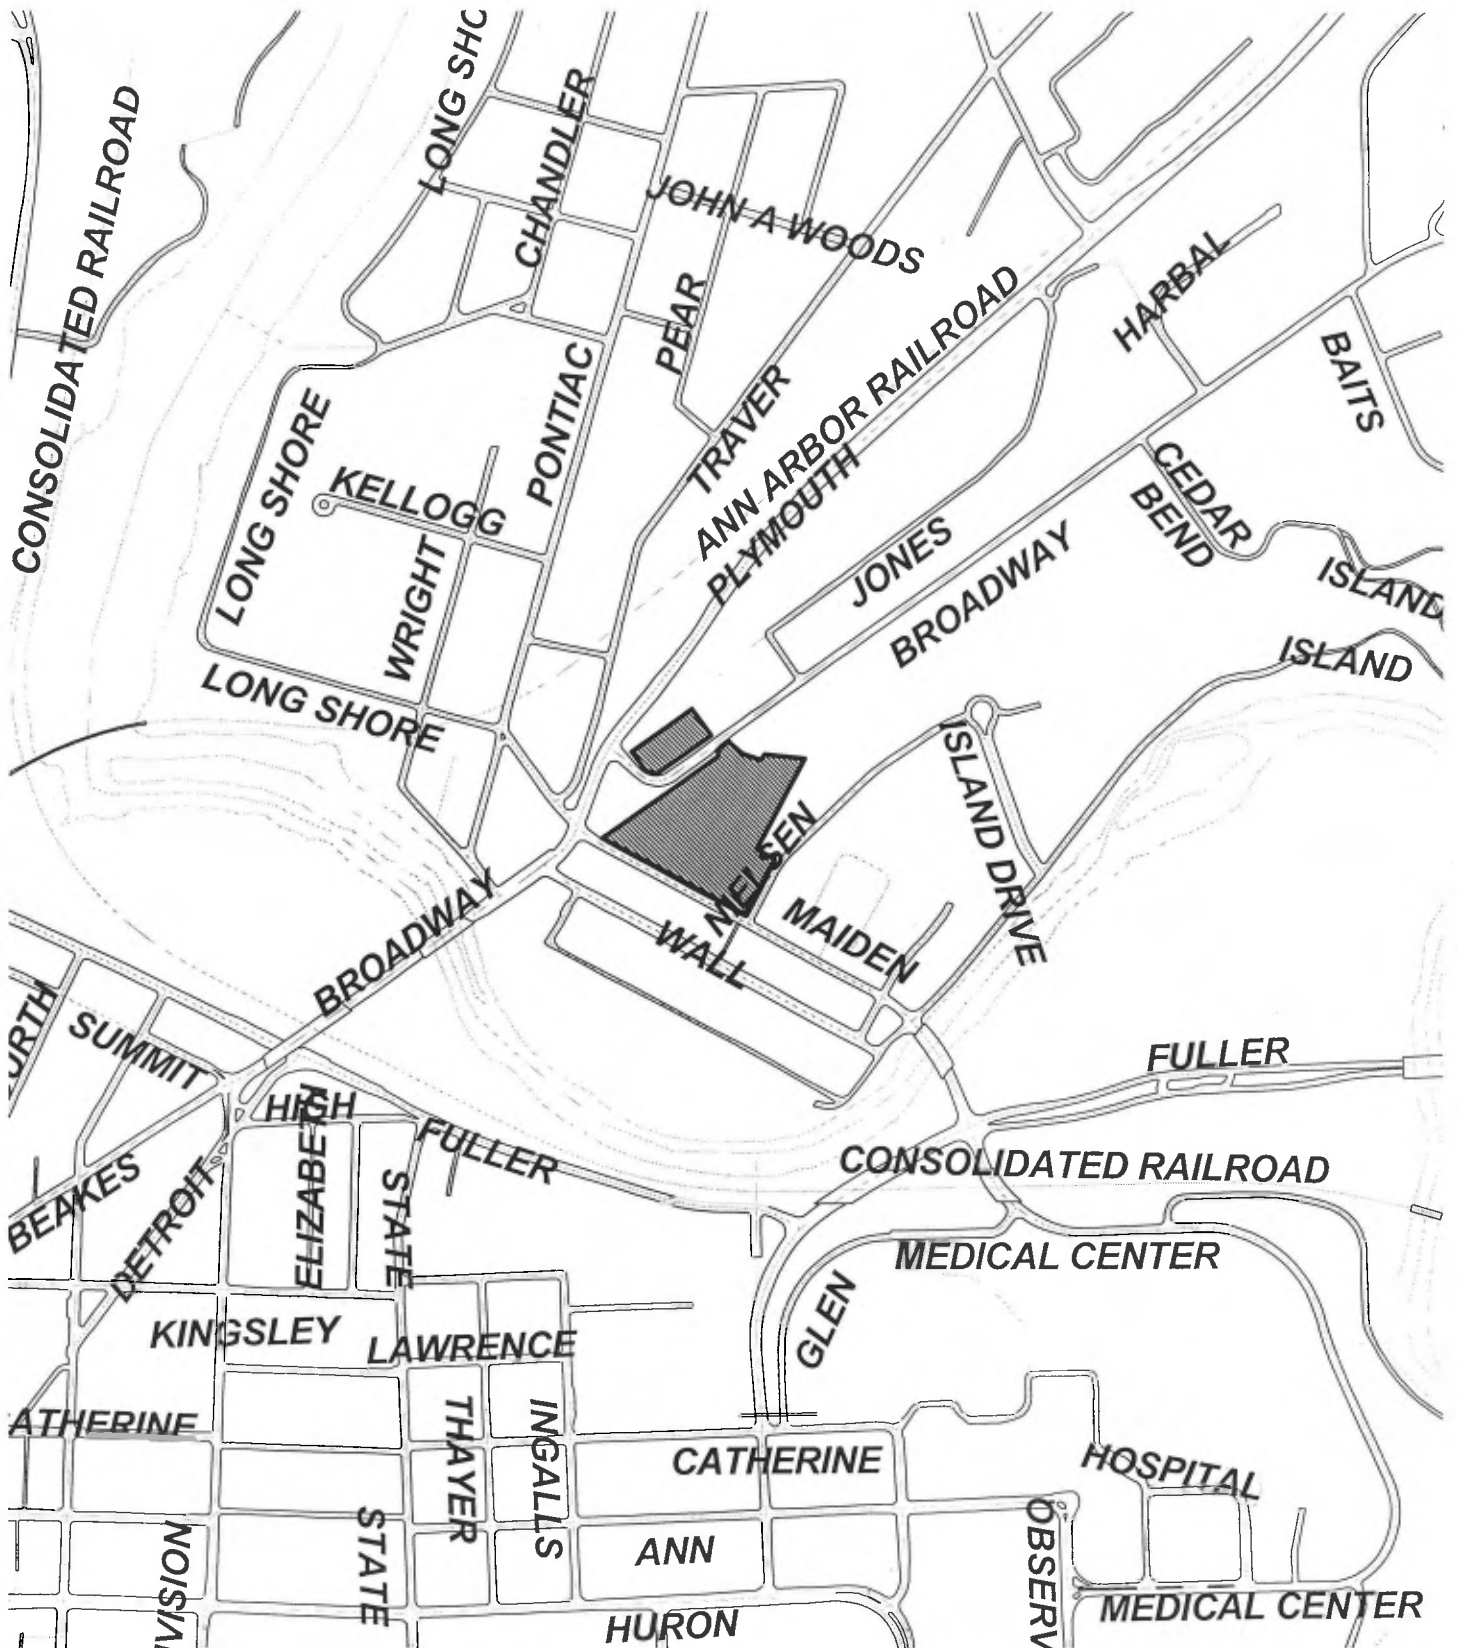 LONG SHO
CHANDLER
CONSOLIDATED RAILROAD
JOHN A WOODS
HARBAL
PEAR
ANN ARBOR RAILROAD
BAITS
PONTIAC
TRAVER
LONG SHORE
KELLOGG
PLYMOUTH
CEDAR
BEND
JONES
BROADWAY
WRIGHT
ISLAND
ISLAND
LONG SHORE
ISLAND DRIVE
NIELSEN
MAIDEN
WALL
BROADWAY
URTH
SUMMIT
FULLER
HIGH
ELIZABETH
FULLER
CONSOLIDATED RAILROAD
BEAKES
DETROIT
STATE
MEDICAL CENTER
GLEN
KINGSLEY
LAWRENCE
ATHERINE
THAYER
INGALLS
CATHERINE
HOSPITAL
OBSERV
STATE
VISION
ANN
MEDICAL CENTER
HURON